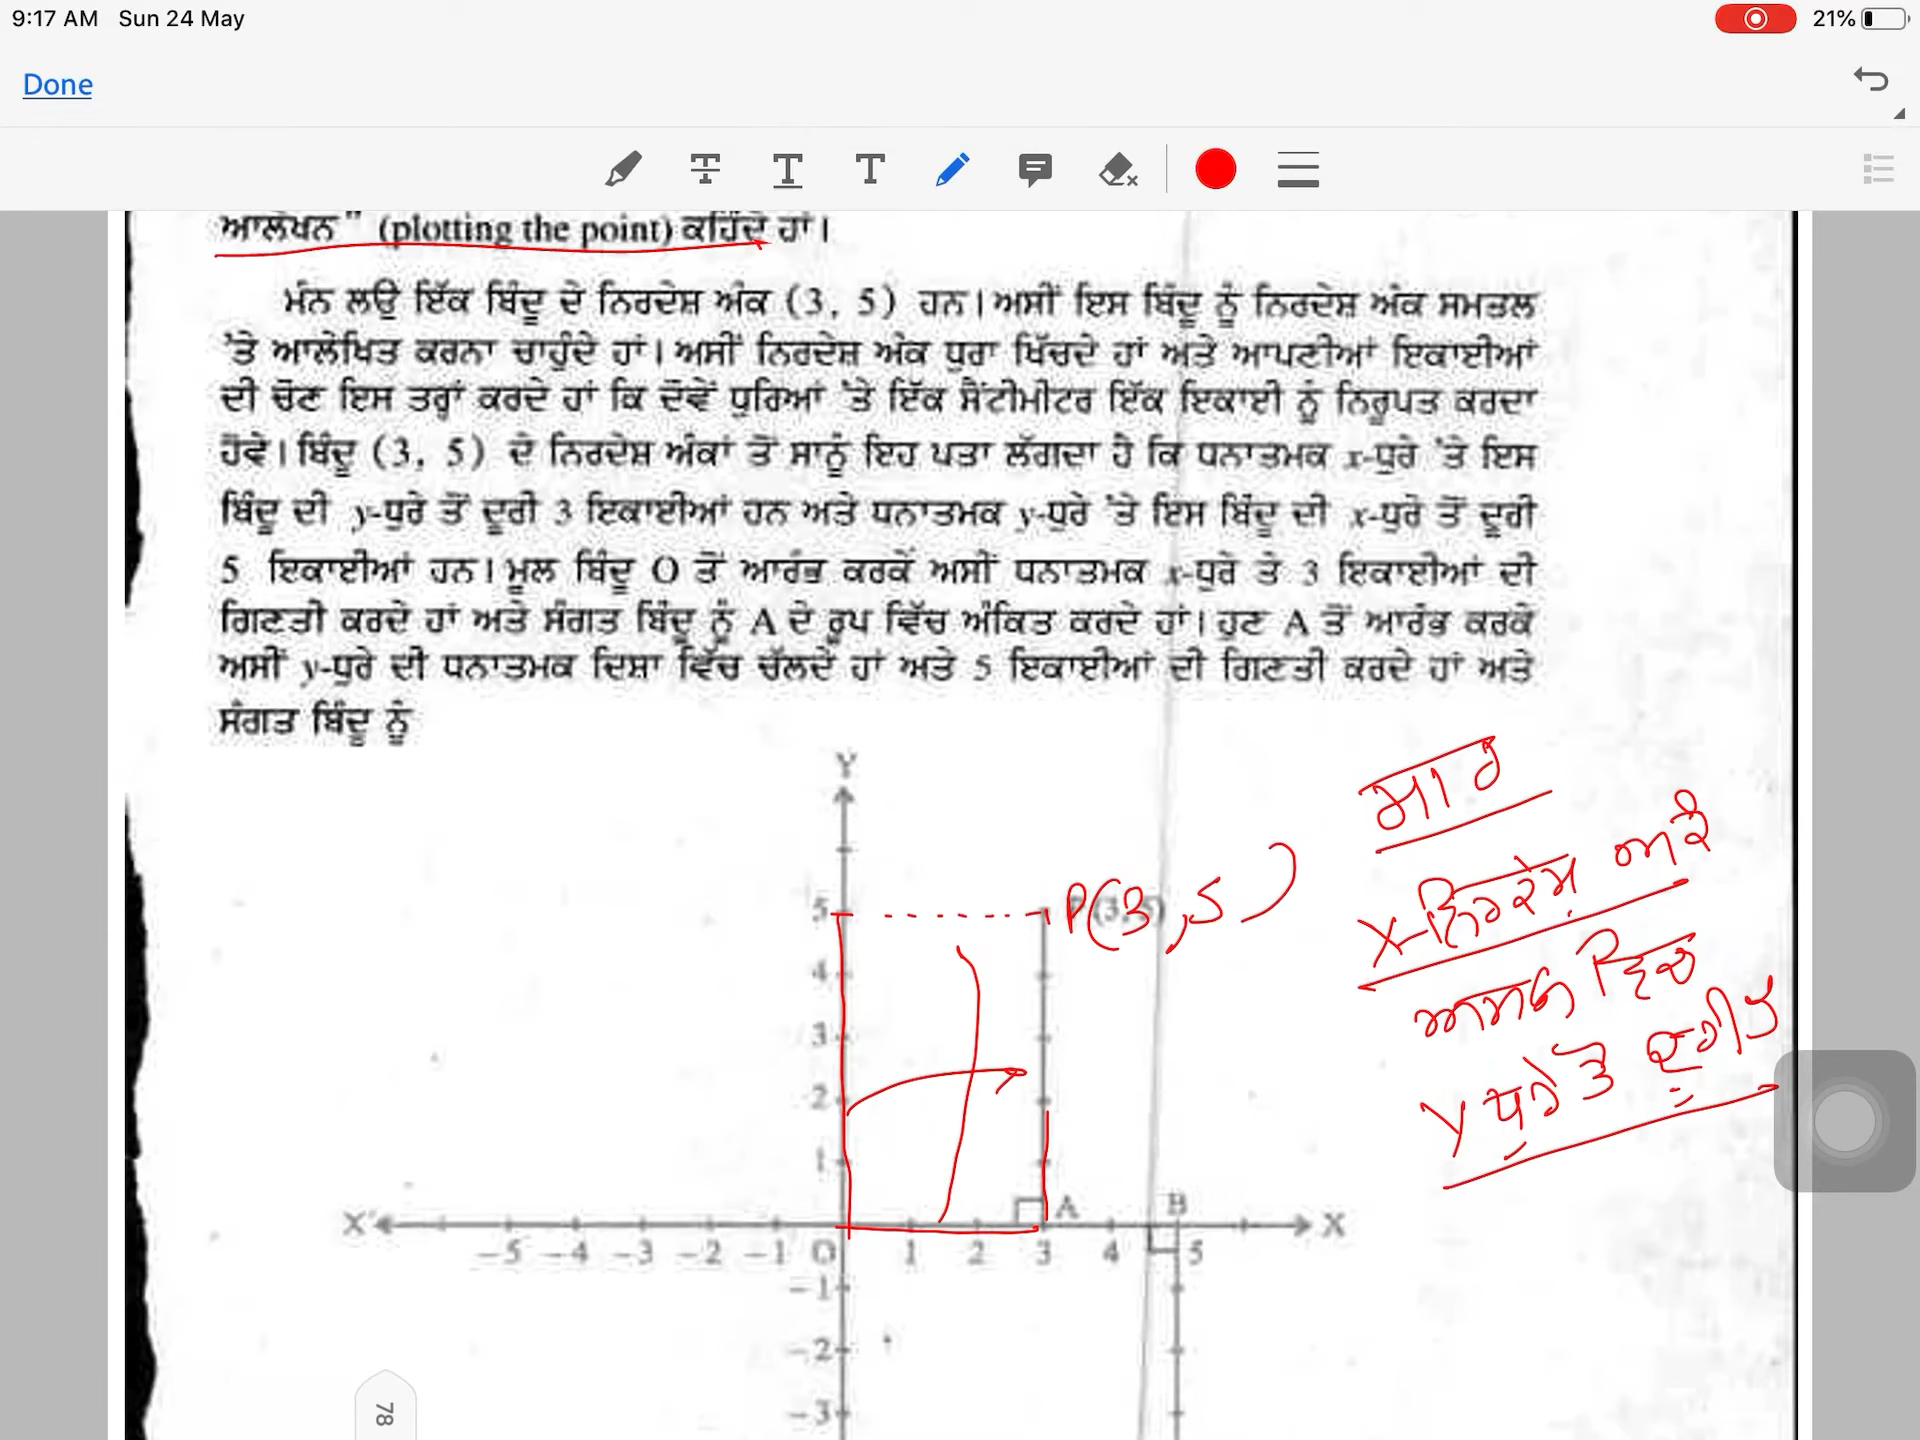 9:17 AM Sun 24 May 21%
Done
ਆਲੇਖਨ" (plotting the point) ਕਹਿੰਦੇ ਹਾਂ।
ਮੰਨ ਲਉ ਇੱਕ ਬਿੰਦੂ ਦੇ ਨਿਰਦੇਸ਼ ਅੰਕ (3, 5) ਹਨ। ਅਸੀਂ ਇਸ ਬਿੰਦੂ ਨੂੰ ਨਿਰਦੇਸ਼ ਅੰਕ ਸਮਤਲ
'ਤੇ ਆਲੇਖਿਤ ਕਰਨਾ ਚਾਹੁੰਦੇ ਹਾਂ। ਅਸੀਂ ਨਿਰਦੇਸ਼ ਅੰਕ ਧੁਰਾ ਖਿੱਚਦੇ ਹਾਂ ਅਤੇ ਆਪਣੀਆਂ ਇਕਾਈਆਂ
ਦੀ ਚੋਣ ਇਸ ਤਰ੍ਹਾਂ ਕਰਦੇ ਹਾਂ ਕਿ ਦੋਵੇਂ ਧੁਰਿਆਂ 'ਤੇ ਇੱਕ ਸੈਂਟੀਮੀਟਰ ਇੱਕ ਇਕਾਈ ਨੂੰ ਨਿਰੂਪਤ ਕਰਦਾ
ਹੋਵੇ। ਬਿੰਦੂ (3, 5) ਦੇ ਨਿਰਦੇਸ਼ ਅੰਕਾਂ ਤੋਂ ਸਾਨੂੰ ਇਹ ਪਤਾ ਲੱਗਦਾ ਹੈ ਕਿ ਧਨਾਤਮਕ x-ਧੁਰੇ 'ਤੇ ਇਸ
ਬਿੰਦੂ ਦੀ y-ਧੁਰੇ ਤੋਂ ਦੂਰੀ 3 ਇਕਾਈਆਂ ਹਨ ਅਤੇ ਧਨਾਤਮਕ y-ਧੁਰੇ 'ਤੇ ਇਸ ਬਿੰਦੂ ਦੀ x-ਧੁਰੇ ਤੋਂ ਦੂਰੀ
5 ਇਕਾਈਆਂ ਹਨ। ਮੂਲ ਬਿੰਦੂ O ਤੋਂ ਆਰੰਭ ਕਰਕੇ ਅਸੀਂ ਧਨਾਤਮਕ x-ਧੁਰੇ ਤੇ 3 ਇਕਾਈਆਂ ਦੀ
ਗਿਣਤੀ ਕਰਦੇ ਹਾਂ ਅਤੇ ਸੰਗਤ ਬਿੰਦੂ ਨੂੰ A ਦੇ ਰੂਪ ਵਿੱਚ ਅੰਕਿਤ ਕਰਦੇ ਹਾਂ। ਹੁਣ A ਤੋਂ ਆਰੰਭ ਕਰਕੇ
ਅਸੀਂ y-ਧੁਰੇ ਦੀ ਧਨਾਤਮਕ ਦਿਸ਼ਾ ਵਿੱਚ ਚੱਲਦੇ ਹਾਂ ਅਤੇ 5 ਇਕਾਈਆਂ ਦੀ ਗਿਣਤੀ ਕਰਦੇ ਹਾਂ ਅਤੇ
ਸੰਗਤ ਬਿੰਦੂ ਨੂੰ
Y
5 P(3,5)
4
3
2
1
A B
X' -5 -4 -3 -2 -1 O 1 2 3 4 5 X
-1
-2
-3
X-ਨਿਰਦੇਸ਼ ਅੰਕ
ਅਸਲ ਵਿਚ
Y ਧੁਰੇ ਤੋਂ
78